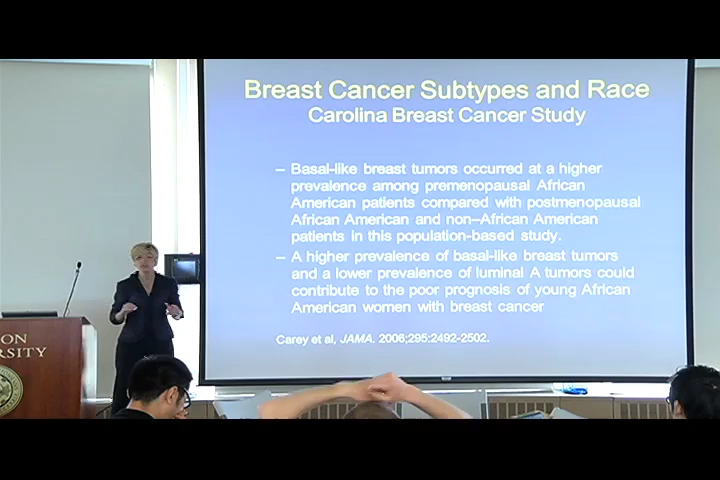 Breast Cancer Subtypes and Race
Carolina Breast Cancer Study
– Basal-like breast tumors occurred at a higher
prevalence among premenopausal African
American patients compared with postmenopausal
African American and non–African American
patients in this population-based study.
– A higher prevalence of basal-like breast tumors
and a lower prevalence of luminal A tumors could
contribute to the poor prognosis of young African
American women with breast cancer
Carey et al, JAMA. 2006;295:2492-2502.
ON
ERSITY